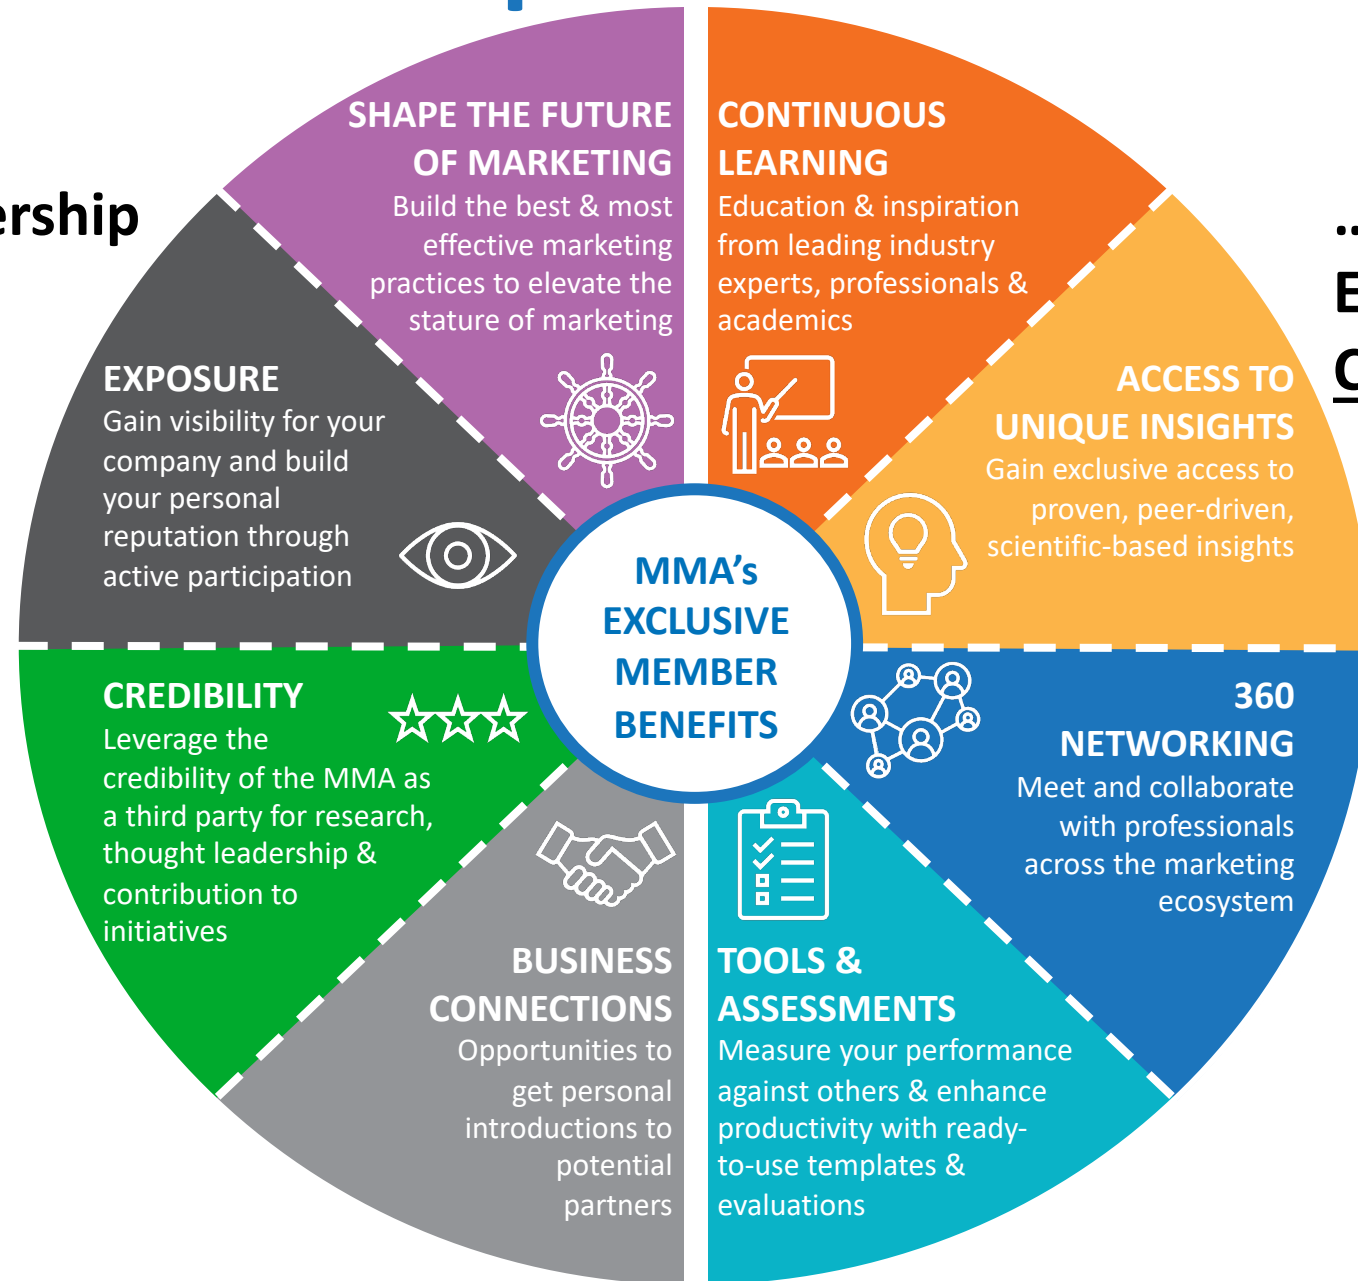 SHAPE THE FUTURE
OF MARKETING
Build the best & most
effective marketing
practices to elevate the
stature of marketing
CONTINUOUS
LEARNING
Education & inspiration
from leading industry
experts, professionals &
academics
EXPOSURE
Gain visibility for your
company and build
your personal
reputation through
active participation
ACCESS TO
UNIQUE INSIGHTS
Gain exclusive access to
proven, peer-driven,
scientific-based insights
MMA's
EXCLUSIVE
MEMBER
BENEFITS
CREDIBILITY
Leverage the
credibility of the MMA as
a third party for research,
thought leadership &
contribution to
initiatives
360
NETWORKING
Meet and collaborate
with professionals
across the marketing
ecosystem
BUSINESS
CONNECTIONS
Opportunities to
get personal
introductions to
potential
partners
TOOLS &
ASSESSMENTS
Measure your performance
against others & enhance
productivity with ready-
to-use templates &
evaluations